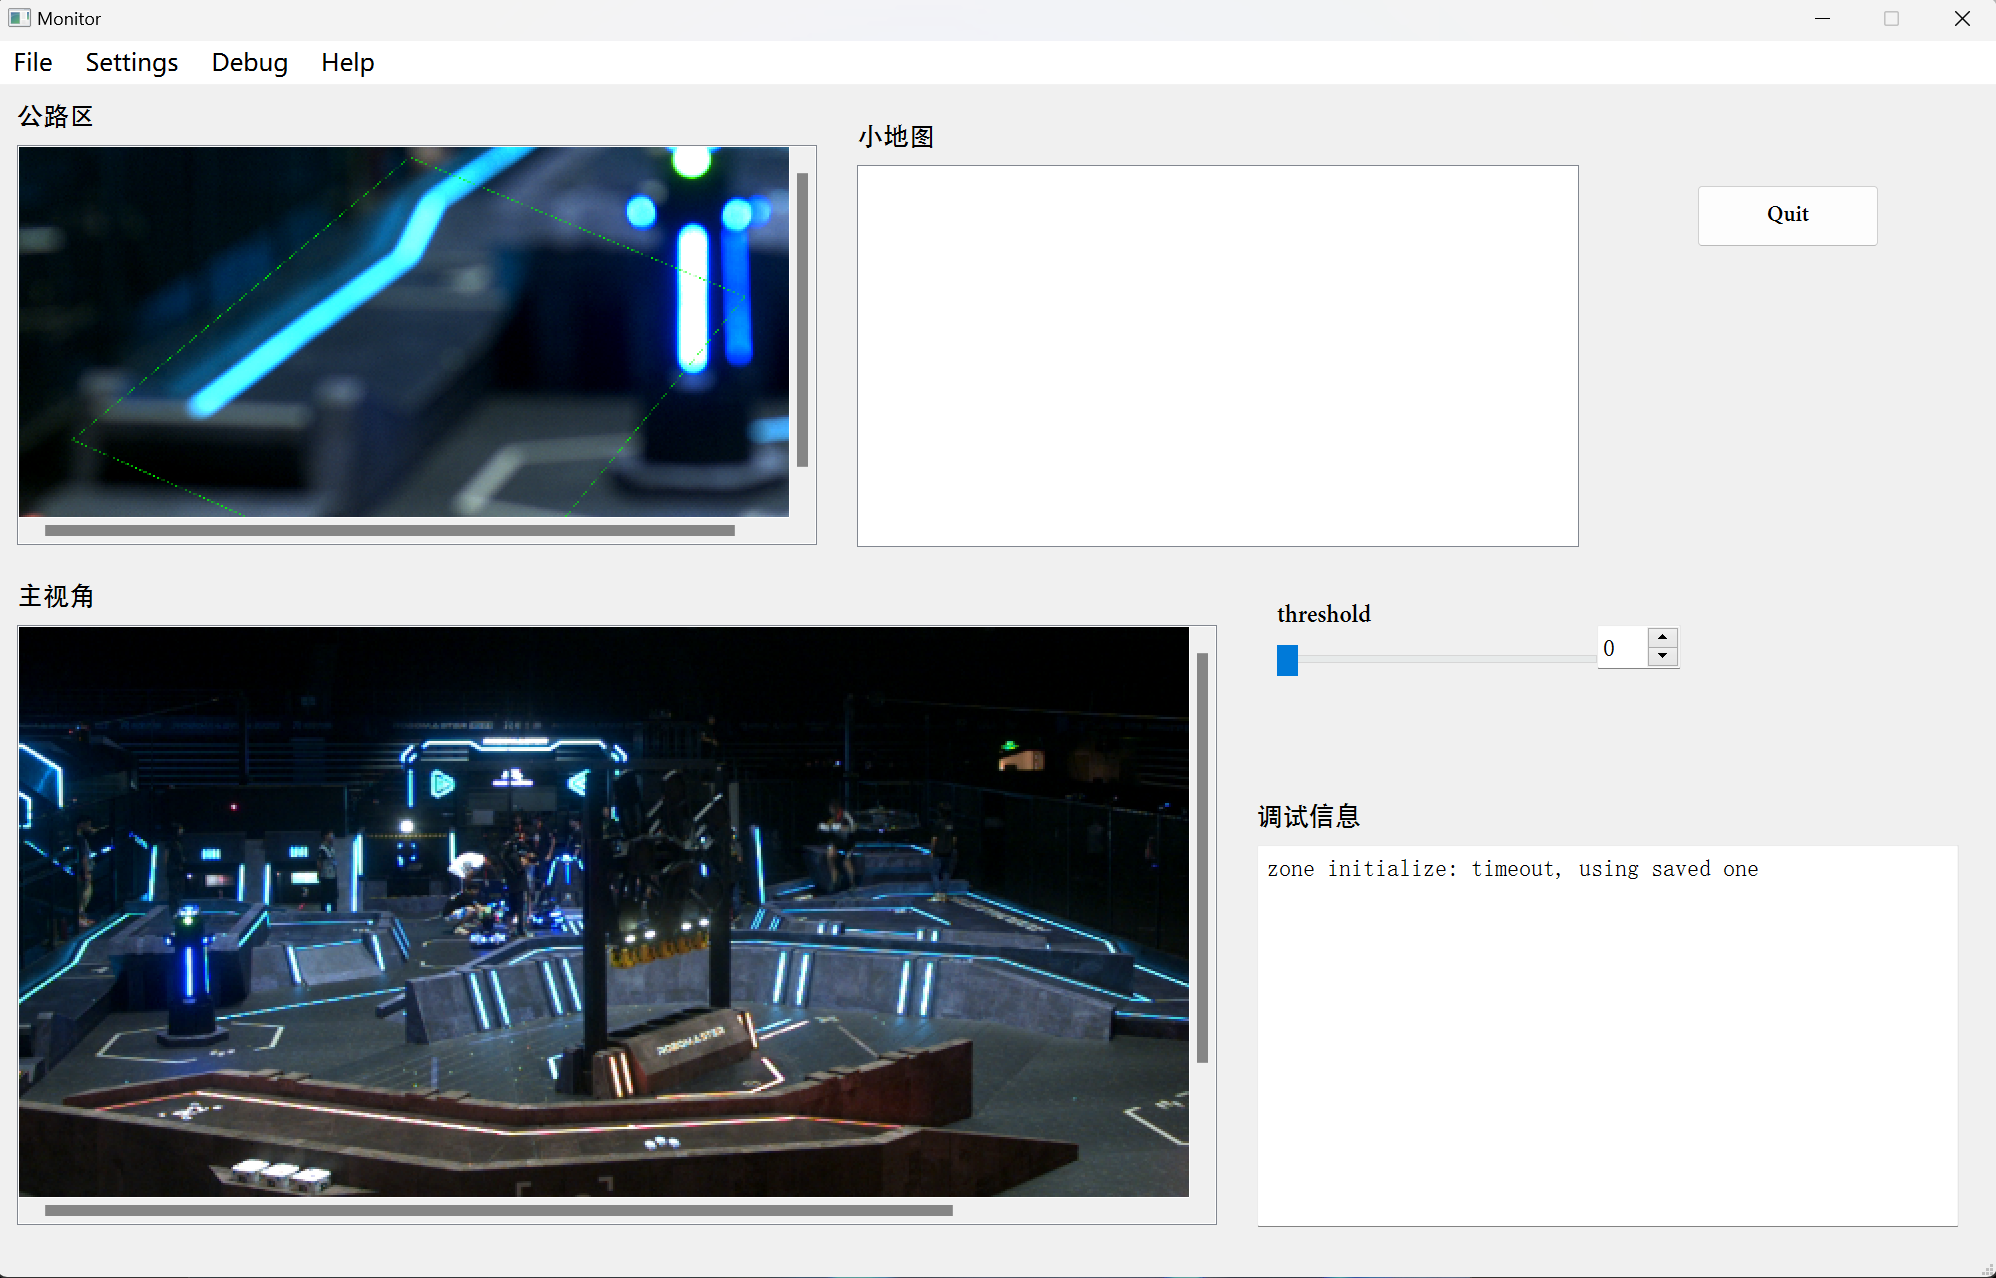 Monitor
File Settings Debug Help
公路区
小地图
Quit
主视角
threshold
0
调试信息
zone initialize: timeout, using saved one
ROBOMASTER